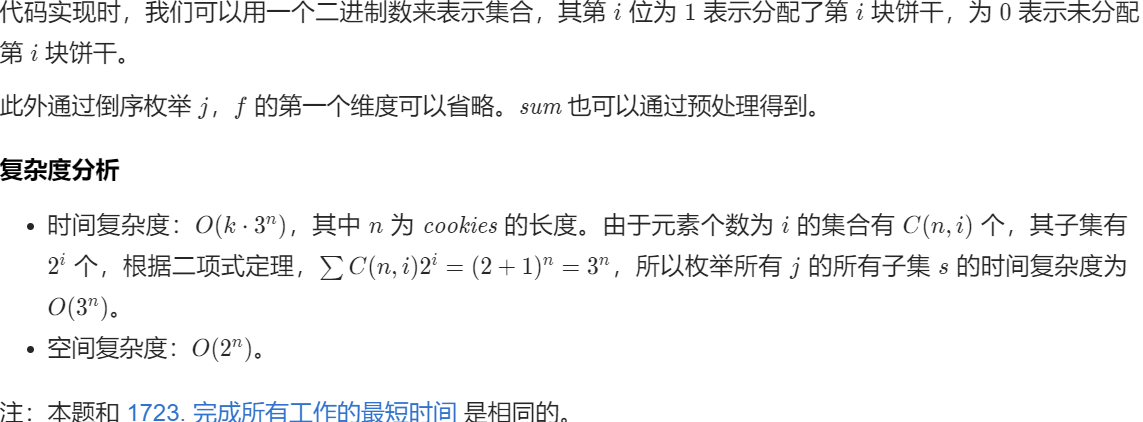 代码实现时，我们可以用一个二进制数来表示集合，其第 i 位为 1 表示分配了第 i 块饼干，为 0 表示未分配
第 i 块饼干。
此外通过倒序枚举 j，f 的第一个维度可以省略。sum 也可以通过预处理得到。
复杂度分析
• 时间复杂度：O(k · 3ⁿ)，其中 n 为 cookies 的长度。由于元素个数为 i 的集合有 C(n, i) 个，其子集有
2ⁱ 个，根据二项式定理，∑ C(n, i)2ⁱ = (2 + 1)ⁿ = 3ⁿ，所以枚举所有 j 的所有子集 s 的时间复杂度为
O(3ⁿ)。
• 空间复杂度：O(2ⁿ)。
注：本题和 1723. 完成所有工作的最短时间 是相同的。